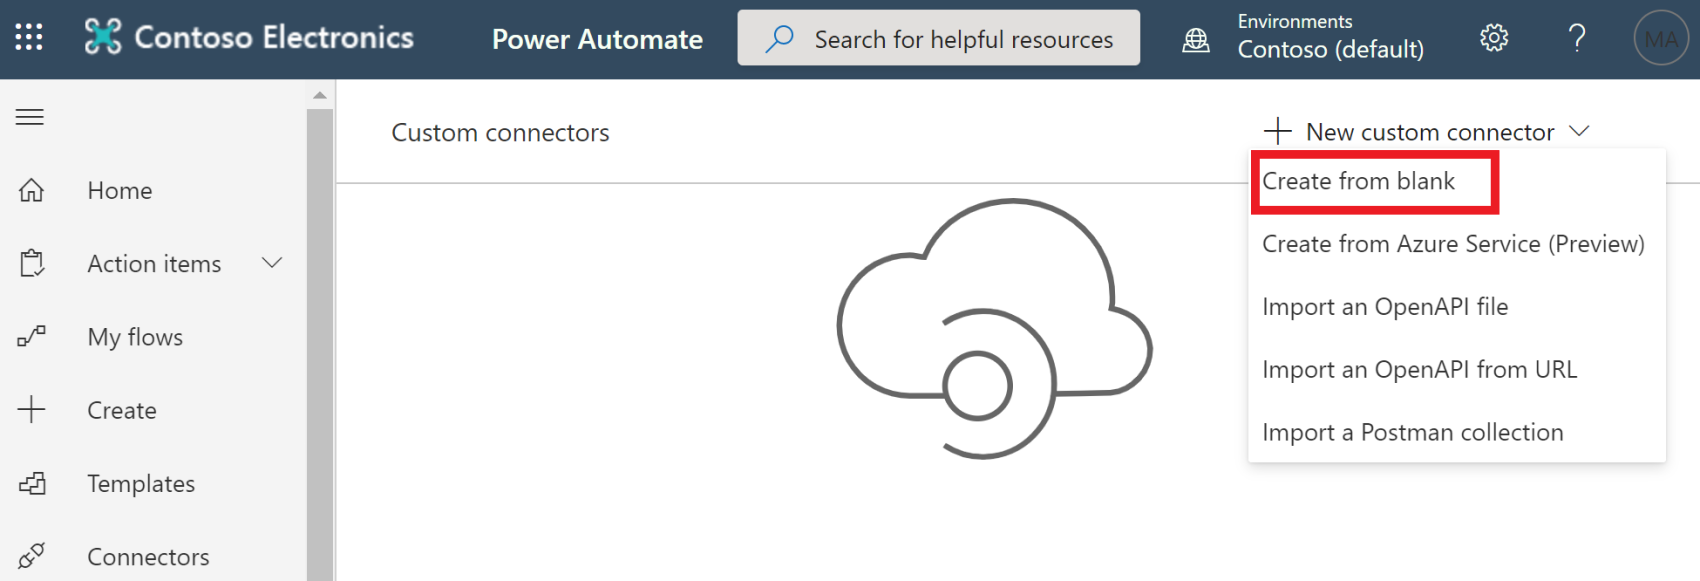 Contoso Electronics
Power Automate
Search for helpful resources
Environments
Contoso (default)
?
MA
Custom connectors
New custom connector
Home
Action items
My flows
Create
Templates
Connectors
Create from blank
Create from Azure Service (Preview)
Import an OpenAPI file
Import an OpenAPI from URL
Import a Postman collection